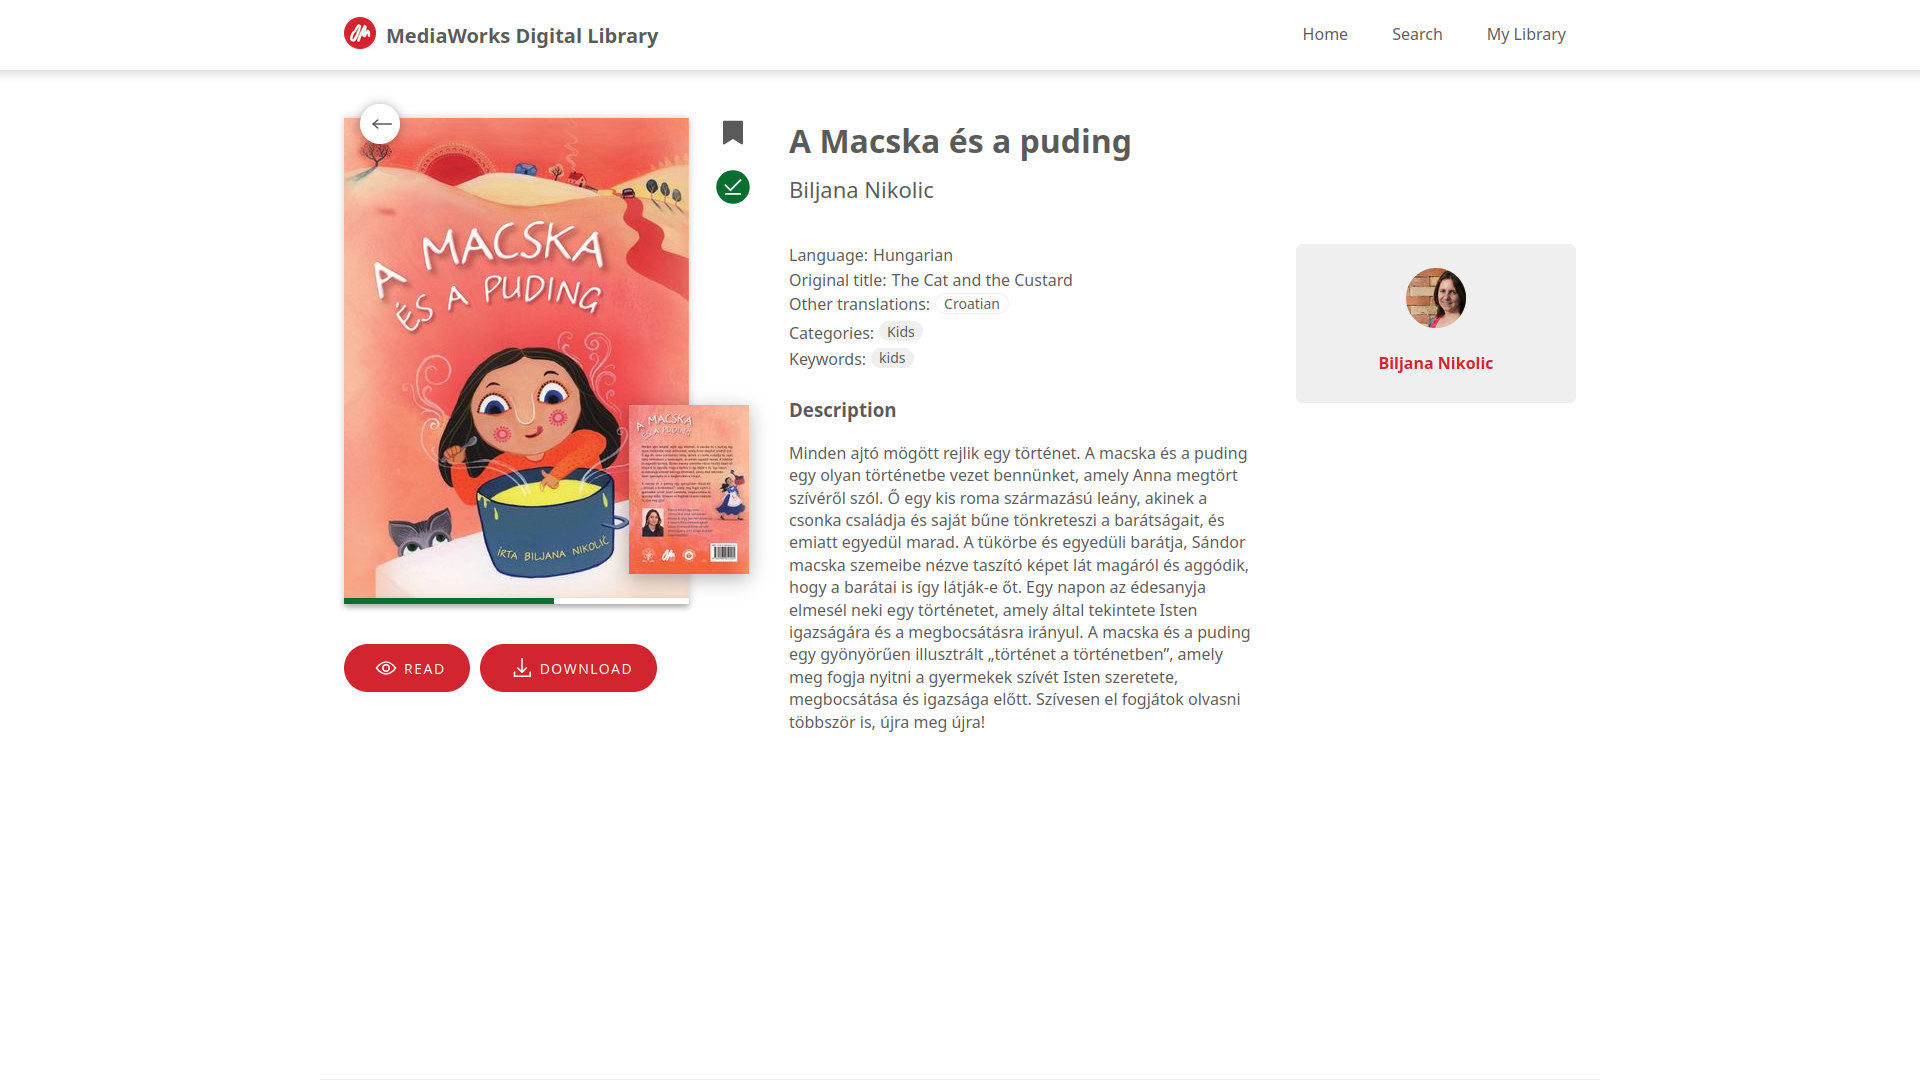 MediaWorks Digital Library
Home
Search
My Library
A MACSKA
ÉS A PUDING
ÍRTA BILJANA NIKOLIĆ
A MACSKA
ÉS A PUDING
READ
DOWNLOAD
A Macska és a puding
Biljana Nikolic
Language: Hungarian
Original title: The Cat and the Custard
Other translations: Croatian
Categories: Kids
Keywords: kids
Description
Minden ajtó mögött rejlik egy történet. A macska és a puding
egy olyan történetbe vezet bennünket, amely Anna megtört
szívéről szól. Ő egy kis roma származású leány, akinek a
csonka családja és saját bűne tönkreteszi a barátságait, és
emiatt egyedül marad. A tükörbe és egyedüli barátja, Sándor
macska szemeibe nézve taszító képet lát magáról és aggódik,
hogy a barátai is így látják-e őt. Egy napon az édesanyja
elmesél neki egy történetet, amely által tekintete Isten
igazságára és a megbocsátásra irányul. A macska és a puding
egy gyönyörűen illusztrált „történet a történetben”, amely
meg fogja nyitni a gyermekek szívét Isten szeretete,
megbocsátása és igazsága előtt. Szívesen el fogjátok olvasni
többször is, újra meg újra!
Biljana Nikolic